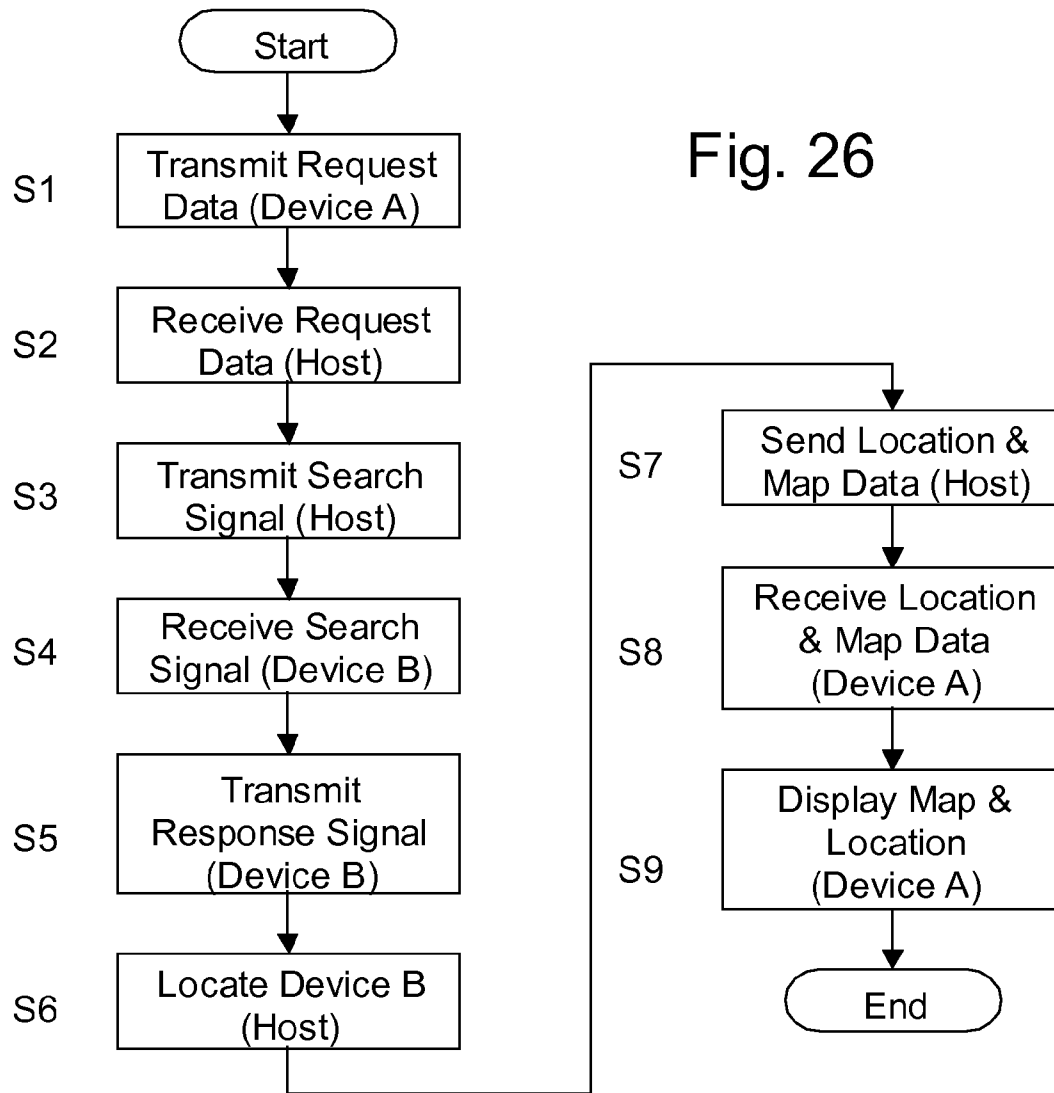 Start
Fig. 26
S1
Transmit Request
Data (Device A)
S2
Receive Request
Data (Host)
S3
Transmit Search
Signal (Host)
S4
Receive Search
Signal (Device B)
S5
Transmit
Response Signal
(Device B)
S6
Locate Device B
(Host)
S7
Send Location &
Map Data (Host)
S8
Receive Location
& Map Data
(Device A)
S9
Display Map &
Location
(Device A)
End